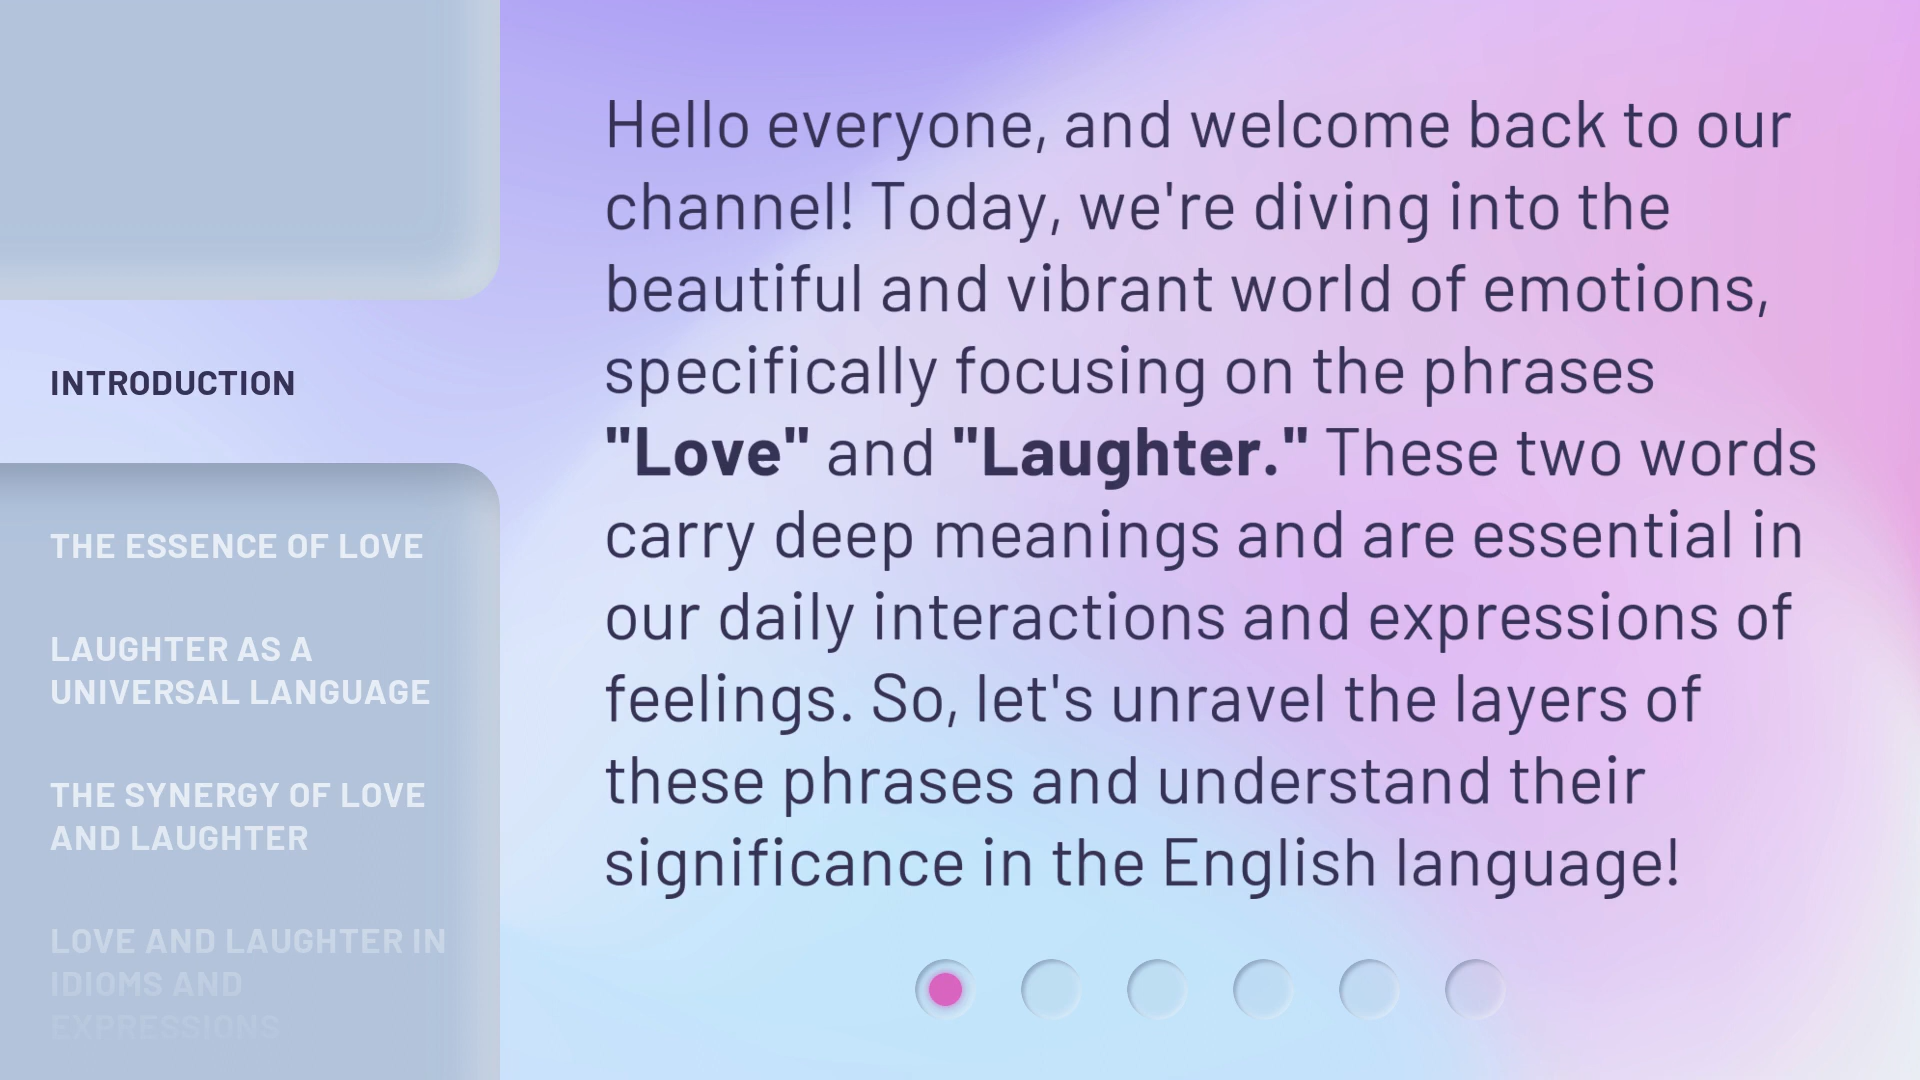 INTRODUCTION
THE ESSENCE OF LOVE
LAUGHTER AS A
UNIVERSAL LANGUAGE
THE SYNERGY OF LOVE
AND LAUGHTER
LOVE AND LAUGHTER IN
IDIOMS AND
EXPRESSIONS
Hello everyone, and welcome back to our
channel! Today, we're diving into the
beautiful and vibrant world of emotions,
specifically focusing on the phrases
"Love" and "Laughter." These two words
carry deep meanings and are essential in
our daily interactions and expressions of
feelings. So, let's unravel the layers of
these phrases and understand their
significance in the English language!